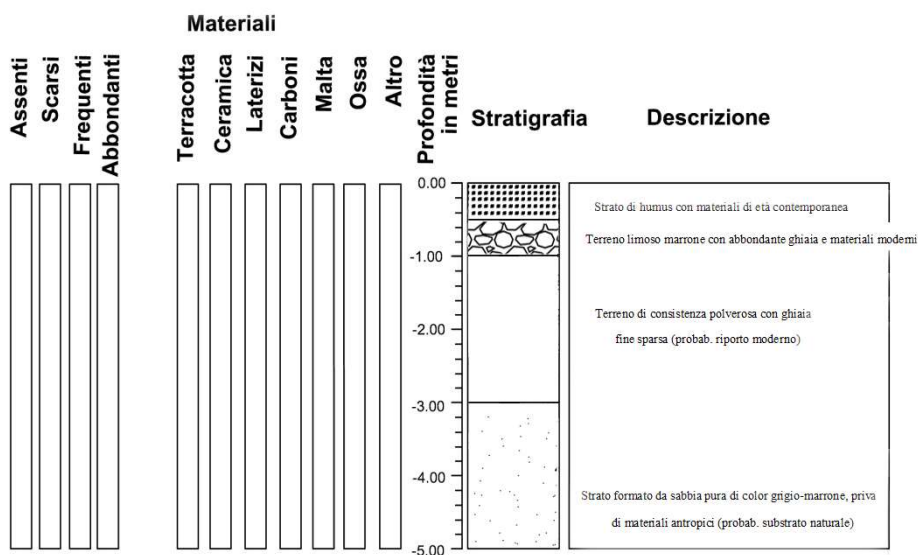 Materiali
Assenti
Scarsi
Frequenti
Abbondanti
Terracotta
Ceramica
Laterizi
Carboni
Malta
Ossa
Altro
Profondità
in metri
Stratigrafia
Descrizione
0.00
-1.00
-2.00
-3.00
-4.00
-5.00
Strato di humus con materiali di età contemporanea
Terreno limoso marrone con abbondante ghiaia e materiali moderni
Terreno di consistenza polverosa con ghiaia
fine sparsa (probab. riporto moderno)
Strato formato da sabbia pura di color grigio-marrone, priva
di materiali antropici (probab. substrato naturale)